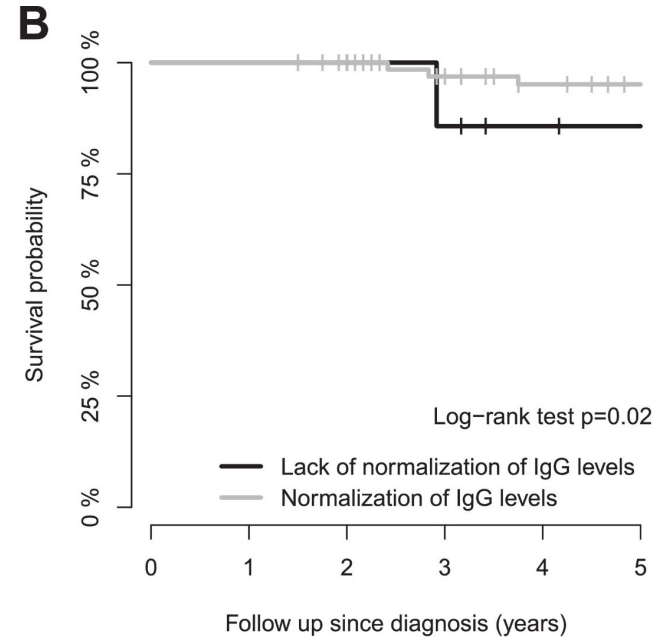 B
100 %
75 %
50 %
25 %
0 %
Survival probability
Log−rank test p=0.02
Lack of normalization of IgG levels
Normalization of IgG levels
0 1 2 3 4 5
Follow up since diagnosis (years)